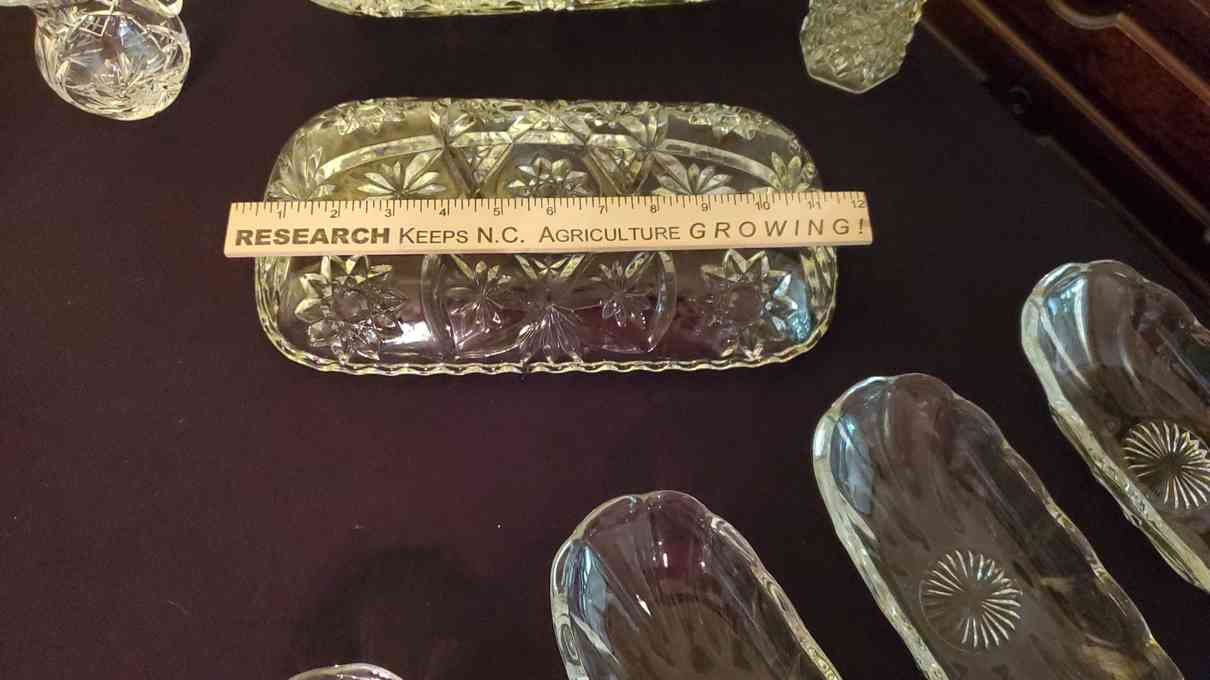 1 2 3 4 5 6 7 8 9 10 11 12
RESEARCH KEEPS N.C. AGRICULTURE GROWING!